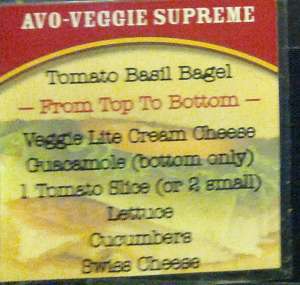 AVO-VEGGIE SUPREME
Tomato Basil Bagel
— From Top To Bottom —
Veggie Lite Cream Cheese
Guacamole (bottom only)
1 Tomato Slice (or 2 small)
Lettuce
Cucumbers
Swiss Cheese